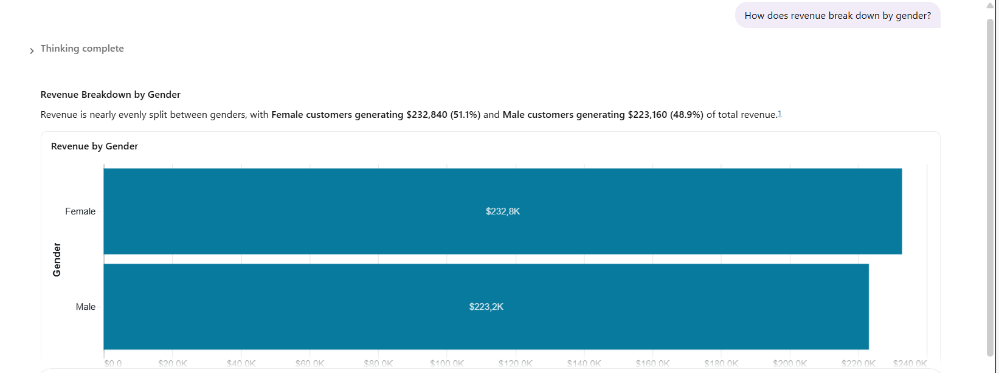 How does revenue break down by gender?
Thinking complete
Revenue Breakdown by Gender
Revenue is nearly evenly split between genders, with Female customers generating $232,840 (51.1%) and Male customers generating $223,160 (48.9%) of total revenue.1
Revenue by Gender
Female
$232,8K
Gender
Male
$223,2K
$0.0 $20.0K $40.0K $60.0K $80.0K $100.0K $120.0K $140.0K $160.0K $180.0K $200.0K $220.0K $240.0K